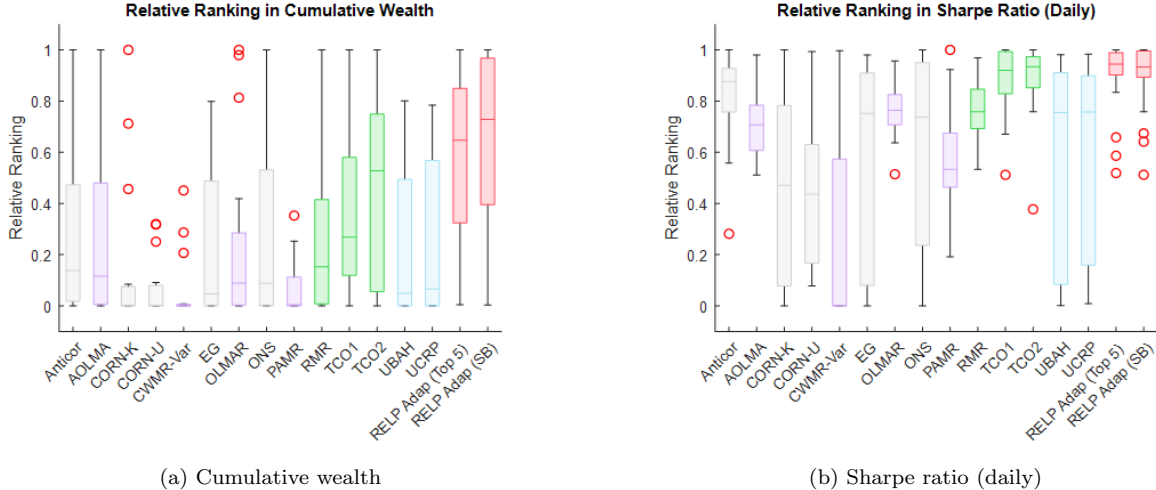 Relative Ranking in Cumulative Wealth
Relative Ranking
1
0.8
0.6
0.4
0.2
0
Anticor
AOLMA
CORN-K
CORN-U
CWMR-Var
EG
OLMAR
ONS
PAMR
RMR
TCO1
TCO2
UBAH
UCRP
RELP Adap (Top 5)
RELP Adap (SB)
(a) Cumulative wealth
Relative Ranking in Sharpe Ratio (Daily)
Relative Ranking
1
0.8
0.6
0.4
0.2
0
Anticor
AOLMA
CORN-K
CORN-U
CWMR-Var
EG
OLMAR
ONS
PAMR
RMR
TCO1
TCO2
UBAH
UCRP
RELP Adap (Top 5)
RELP Adap (SB)
(b) Sharpe ratio (daily)